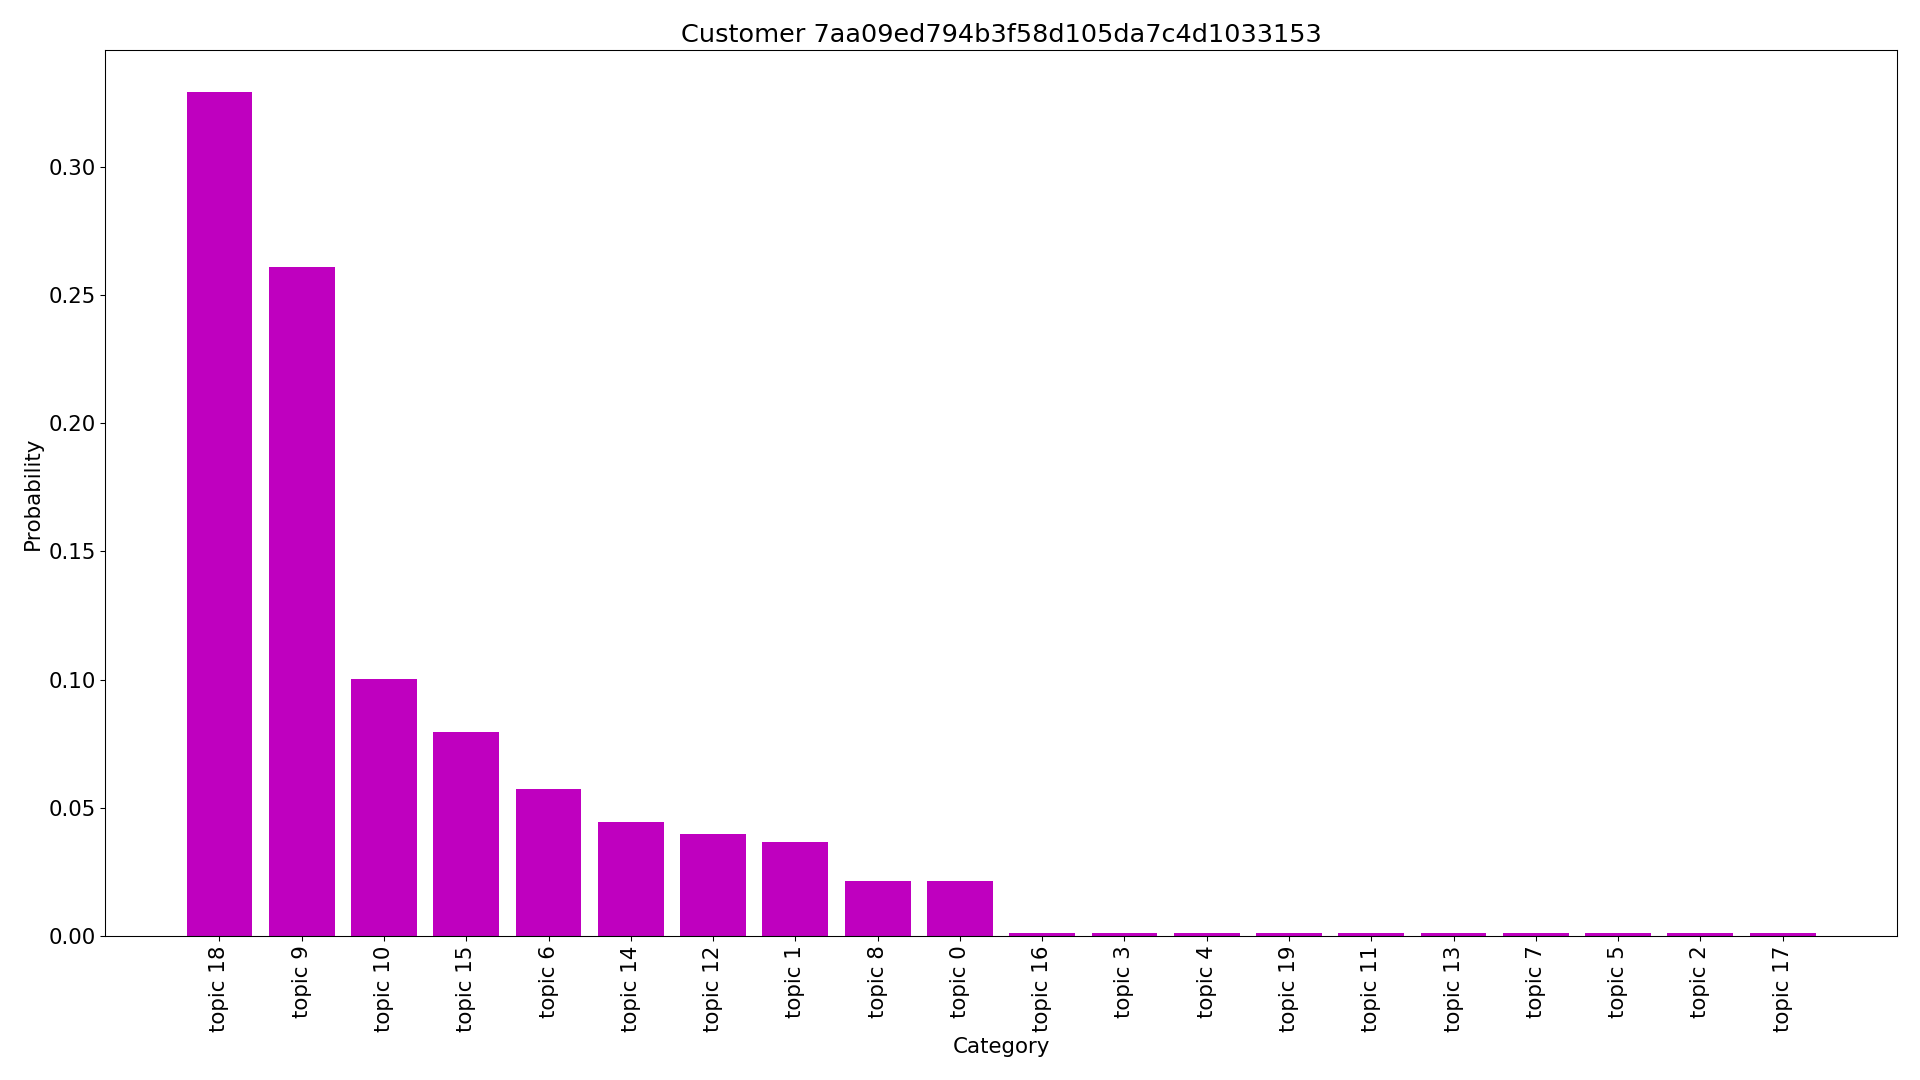 Customer 7aa09ed794b3f58d105da7c4d1033153
Probability
0.30
0.25
0.20
0.15
0.10
0.05
0.00
topic 18
topic 9
topic 10
topic 15
topic 6
topic 14
topic 12
topic 1
topic 8
topic 0
topic 16
topic 3
topic 4
topic 19
topic 11
topic 13
topic 7
topic 5
topic 2
topic 17
Category